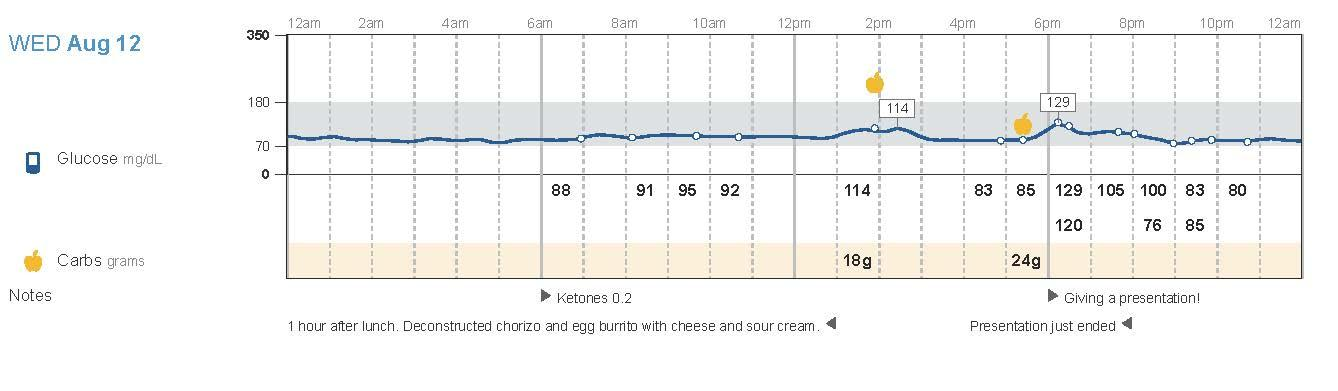 12am 2am 4am 6am 8am 10am 12pm 2pm 4pm 6pm 8pm 10pm 12am
WED Aug 12
350
180
114
129
70
Glucose mg/dL
0
88 91 95 92 114 83 85 129 105 100 83 80
120 76 85
Carbs grams
18g 24g
Notes
Ketones 0.2
Giving a presentation!
1 hour after lunch. Deconstructed chorizo and egg burrito with cheese and sour cream.
Presentation just ended